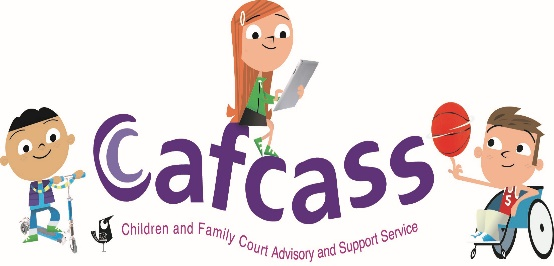 Cafcass
Children and Family Court Advisory and Support Service
S